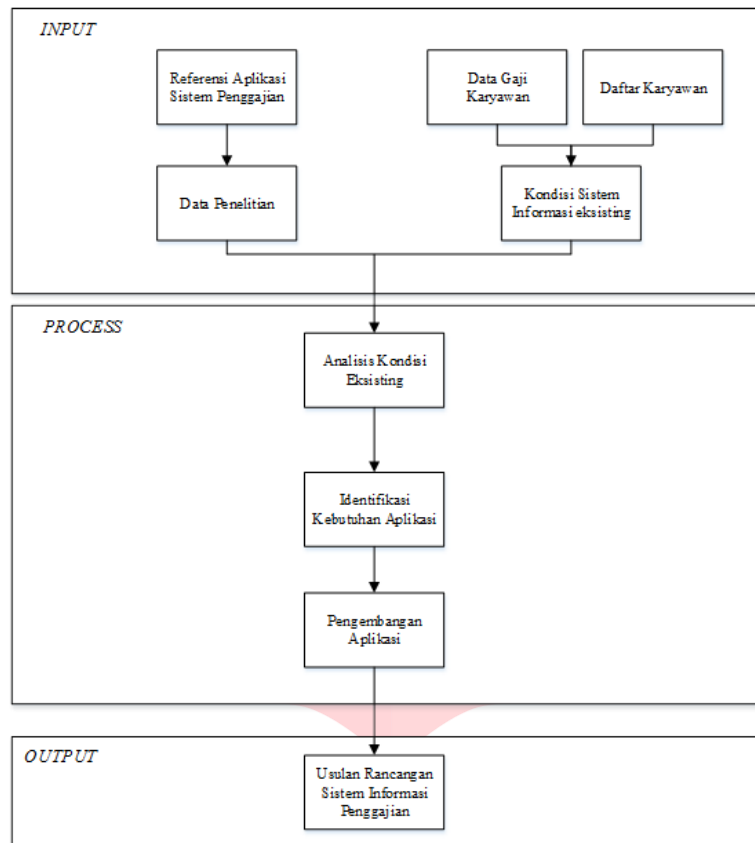 INPUT
Referensi Aplikasi
Sistem Penggajian
Data Gaji
Karyawan
Daftar Karyawan
Data Penelitian
Kondisi Sistem
Informasi eksisting
PROCESS
Analisis Kondisi
Eksisting
Identifikasi
Kebutuhan Aplikasi
Pengembangan
Aplikasi
OUTPUT
Usulan Rancangan
Sistem Informasi
Penggajian